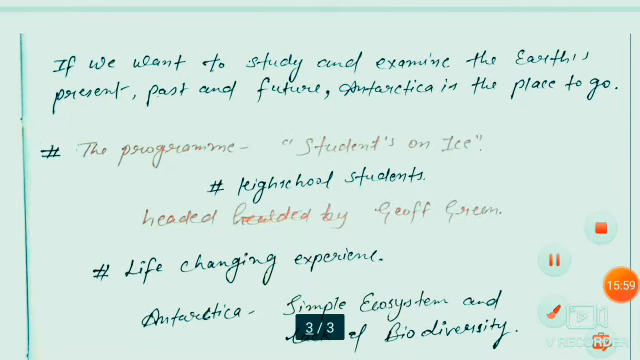 If we want to study and examine the Earth's
present, past and future, Antarctica is the place to go.
# The programme - "Student's on Ice".
# Highschool students.
headed headed by Geoff Green.
# Life changing experience.
Antarctica - Simple Ecosystem and
lack of Biodiversity.
3 / 3
15:59
V RECORDER